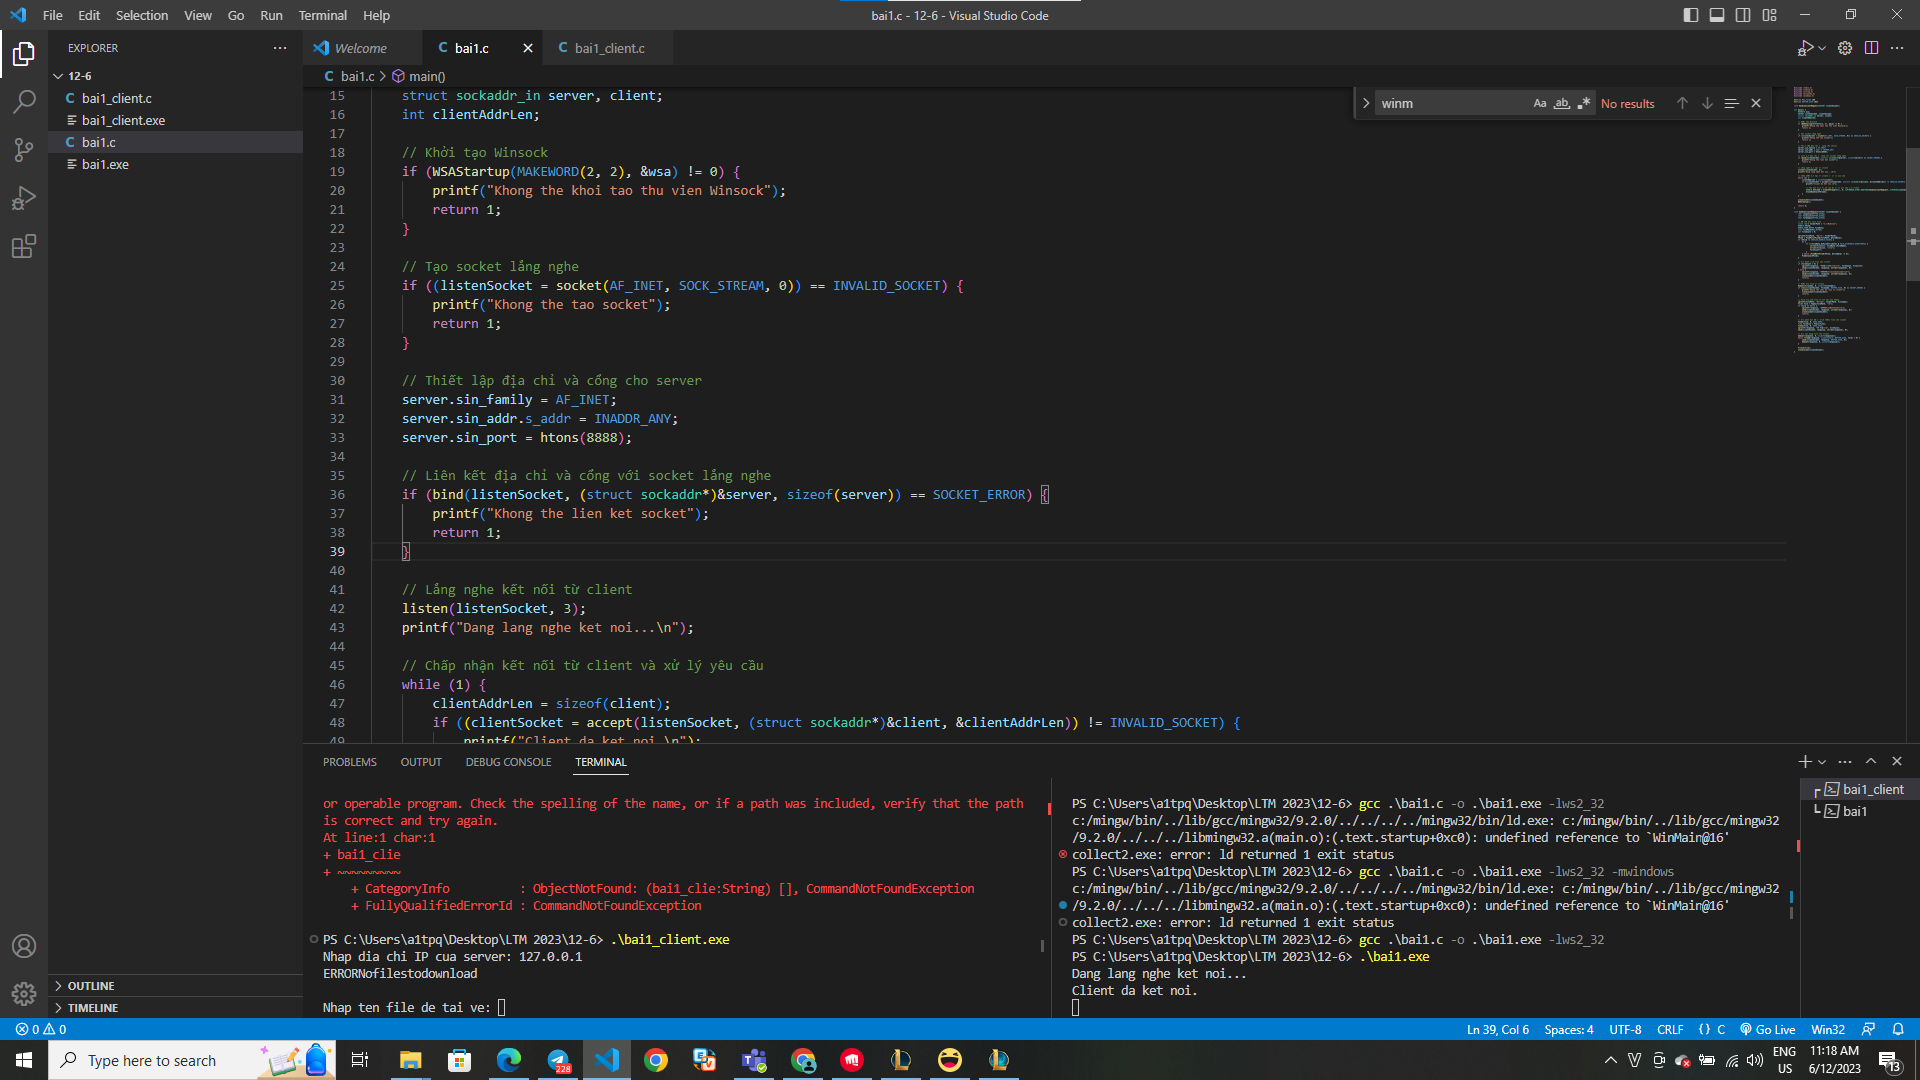 File Edit Selection View Go Run Terminal Help
bai1.c - 12-6 - Visual Studio Code
EXPLORER
12-6
bai1_client.c
bai1_client.exe
bai1.c
bai1.exe
OUTLINE
TIMELINE
Welcome
C bai1.c
C bai1_client.c
C bai1.c > main()
winm
Aa ab .*
No results
15 struct sockaddr_in server, client;
16 int clientAddrLen;
17
18 // Khởi tạo Winsock
19 if (WSAStartup(MAKEWORD(2, 2), &wsa) != 0) {
20 printf("Khong the khoi tao thu vien Winsock");
21 return 1;
22 }
23
24 // Tạo socket lắng nghe
25 if ((listenSocket = socket(AF_INET, SOCK_STREAM, 0)) == INVALID_SOCKET) {
26 printf("Khong the tao socket");
27 return 1;
28 }
29
30 // Thiết lập địa chỉ và cổng cho server
31 server.sin_family = AF_INET;
32 server.sin_addr.s_addr = INADDR_ANY;
33 server.sin_port = htons(8888);
34
35 // Liên kết địa chỉ và cổng với socket lắng nghe
36 if (bind(listenSocket, (struct sockaddr*)&server, sizeof(server)) == SOCKET_ERROR) {
37 printf("Khong the lien ket socket");
38 return 1;
39 }
40
41 // Lắng nghe kết nối từ client
42 listen(listenSocket, 3);
43 printf("Dang lang nghe ket noi...\n");
44
45 // Chấp nhận kết nối từ client và xử lý yêu cầu
46 while (1) {
47 clientAddrLen = sizeof(client);
48 if ((clientSocket = accept(listenSocket, (struct sockaddr*)&client, &clientAddrLen)) != INVALID_SOCKET) {
49 printf("Client da ket noi.\n");
PROBLEMS OUTPUT DEBUG CONSOLE TERMINAL
or operable program. Check the spelling of the name, or if a path was included, verify that the path
is correct and try again.
At line:1 char:1
+ bai1_clie
+ ~~~~~~~~~
+ CategoryInfo : ObjectNotFound: (bai1_clie:String) [], CommandNotFoundException
+ FullyQualifiedErrorId : CommandNotFoundException
PS C:\Users\a1tpq\Desktop\LTM 2023\12-6> .\bai1_client.exe
Nhap dia chi IP cua server: 127.0.0.1
ERRORNofilestodownload
Nhap ten file de tai ve:
PS C:\Users\a1tpq\Desktop\LTM 2023\12-6> gcc .\bai1.c -o .\bai1.exe -lws2_32
c:/mingw/bin/../lib/gcc/mingw32/9.2.0/../../../../mingw32/bin/ld.exe: c:/mingw/bin/../lib/gcc/mingw32
/9.2.0/../../../libmingw32.a(main.o):(.text.startup+0xc0): undefined reference to `WinMain@16'
collect2.exe: error: ld returned 1 exit status
PS C:\Users\a1tpq\Desktop\LTM 2023\12-6> gcc .\bai1.c -o .\bai1.exe -lws2_32 -mwindows
c:/mingw/bin/../lib/gcc/mingw32/9.2.0/../../../../mingw32/bin/ld.exe: c:/mingw/bin/../lib/gcc/mingw32
/9.2.0/../../../libmingw32.a(main.o):(.text.startup+0xc0): undefined reference to `WinMain@16'
collect2.exe: error: ld returned 1 exit status
PS C:\Users\a1tpq\Desktop\LTM 2023\12-6> gcc .\bai1.c -o .\bai1.exe -lws2_32
PS C:\Users\a1tpq\Desktop\LTM 2023\12-6> .\bai1.exe
Dang lang nghe ket noi...
Client da ket noi.
bai1_client
bai1
0 0
Ln 39, Col 6 Spaces: 4 UTF-8 CRLF {} C Go Live Win32
Type here to search
228
ENG
US
11:18 AM
6/12/2023
13